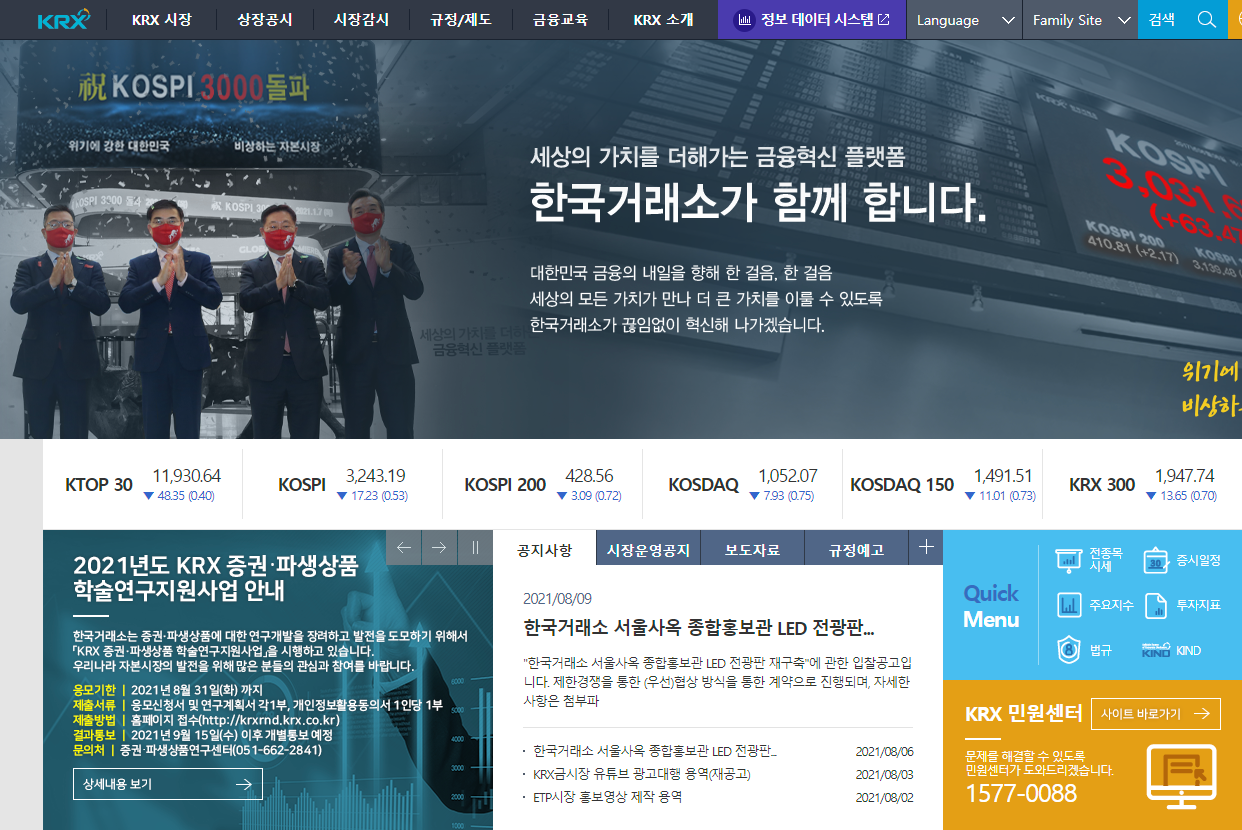 KRX
KRX 시장
상장공시
시장감시
규정/제도
금융교육
KRX 소개
정보 데이터 시스템
Language
Family Site
검색
祝 KOSPI 3000돌파
위기에 강한 대한민국 비상하는 자본시장
KOSPI 3000
세상의 가치를 더해가는 금융혁신 플랫폼
한국거래소가 함께 합니다.
대한민국 금융의 내일을 향해 한 걸음, 한 걸음
세상의 모든 가치가 만나 더 큰 가치를 이룰 수 있도록
한국거래소가 끊임없이 혁신해 나가겠습니다.
세상의 가치를 더해
금융혁신 플랫폼
KOSPI
3,031.6
(+63.47
KOSPI 200
410.81 (+2.17)
위기에
비상하
KTOP 30
11,930.64
▼ 48.35 (0.40)
KOSPI
3,243.19
▼ 17.23 (0.53)
KOSPI 200
428.56
▼ 3.09 (0.72)
KOSDAQ
1,052.07
▼ 7.93 (0.75)
KOSDAQ 150
1,491.51
▼ 11.01 (0.73)
KRX 300
1,947.74
▼ 13.65 (0.70)
2021년도 KRX 증권·파생상품
학술연구지원사업 안내
한국거래소는 증권·파생상품에 대한 연구개발을 장려하고 발전을 도모하기 위해서
「KRX 증권·파생상품 학술연구지원사업」을 시행하고 있습니다.
우리나라 자본시장의 발전을 위해 많은 분들의 관심과 참여를 바랍니다.
응모기한 | 2021년 8월 31일(화) 까지
제출서류 | 응모신청서 및 연구계획서 각1부, 개인정보활용동의서 1인당 1부
제출방법 | 홈페이지 접수(http://krxrnd.krx.co.kr)
결과통보 | 2021년 9월 15일(수) 이후 개별통보 예정
문의처 | 증권·파생상품연구센터(051-662-2841)
상세내용 보기
공지사항
시장운영공지
보도자료
규정예고
2021/08/09
한국거래소 서울사옥 종합홍보관 LED 전광판...
"한국거래소 서울사옥 종합홍보관 LED 전광판 재구축"에 관한 입찰공고입
니다. 제한경쟁을 통한 (우선)협상 방식을 통한 계약으로 진행되며, 자세한
사항은 첨부파
· 한국거래소 서울사옥 종합홍보관 LED 전광판... 2021/08/06
· KRX금시장 유튜브 광고대행 용역(재공고) 2021/08/03
· ETP시장 홍보영상 제작 용역 2021/08/02
Quick
Menu
전종목
시세
증시일정
주요지수
투자지표
법규
KIND
KIND
KRX 민원센터
사이트 바로가기
문제를 해결할 수 있도록
민원센터가 도와드리겠습니다.
1577-0088